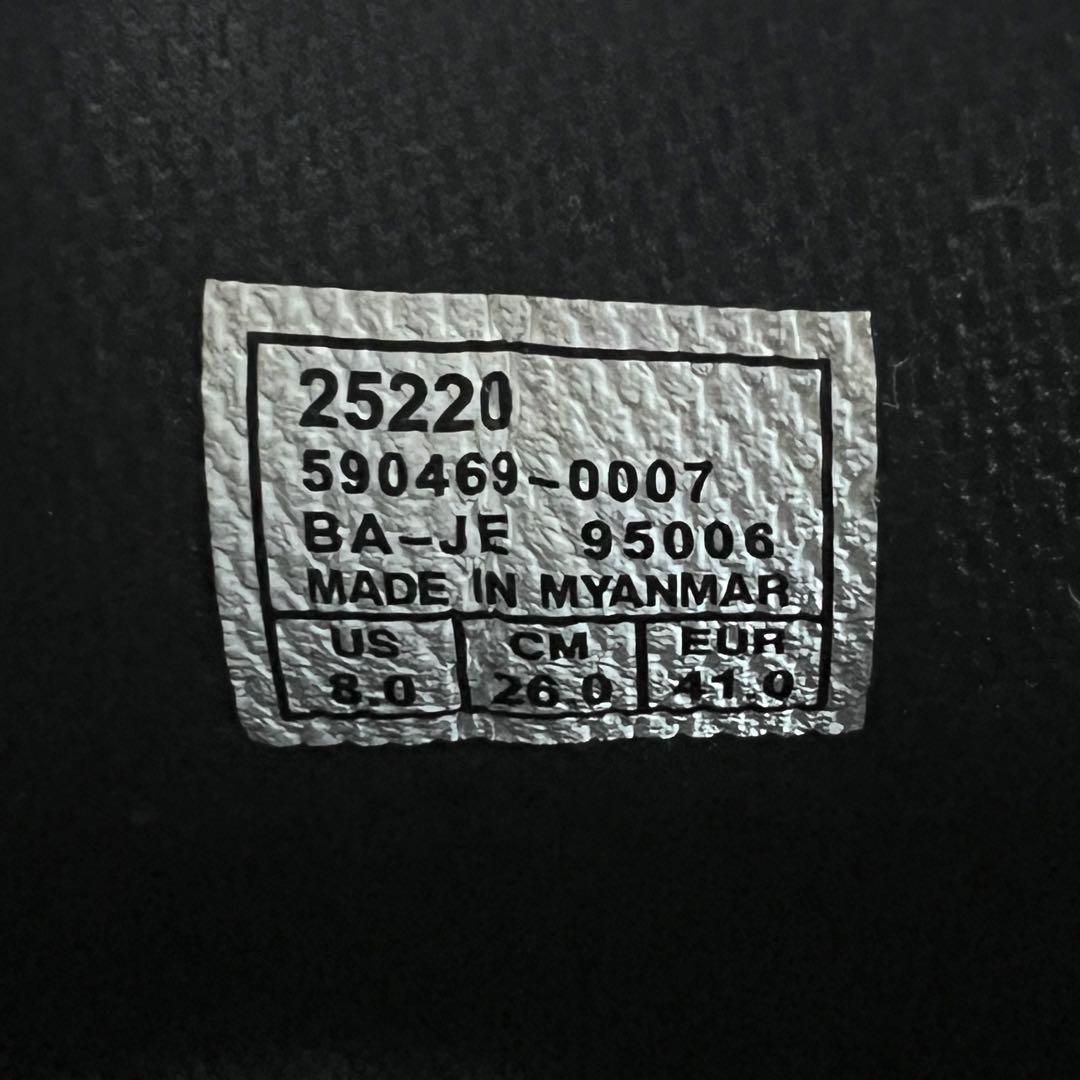 25220
590469-0007
BA-JE 95006
MADE IN MYANMAR
US CM EUR
8.0 26.0 41.0